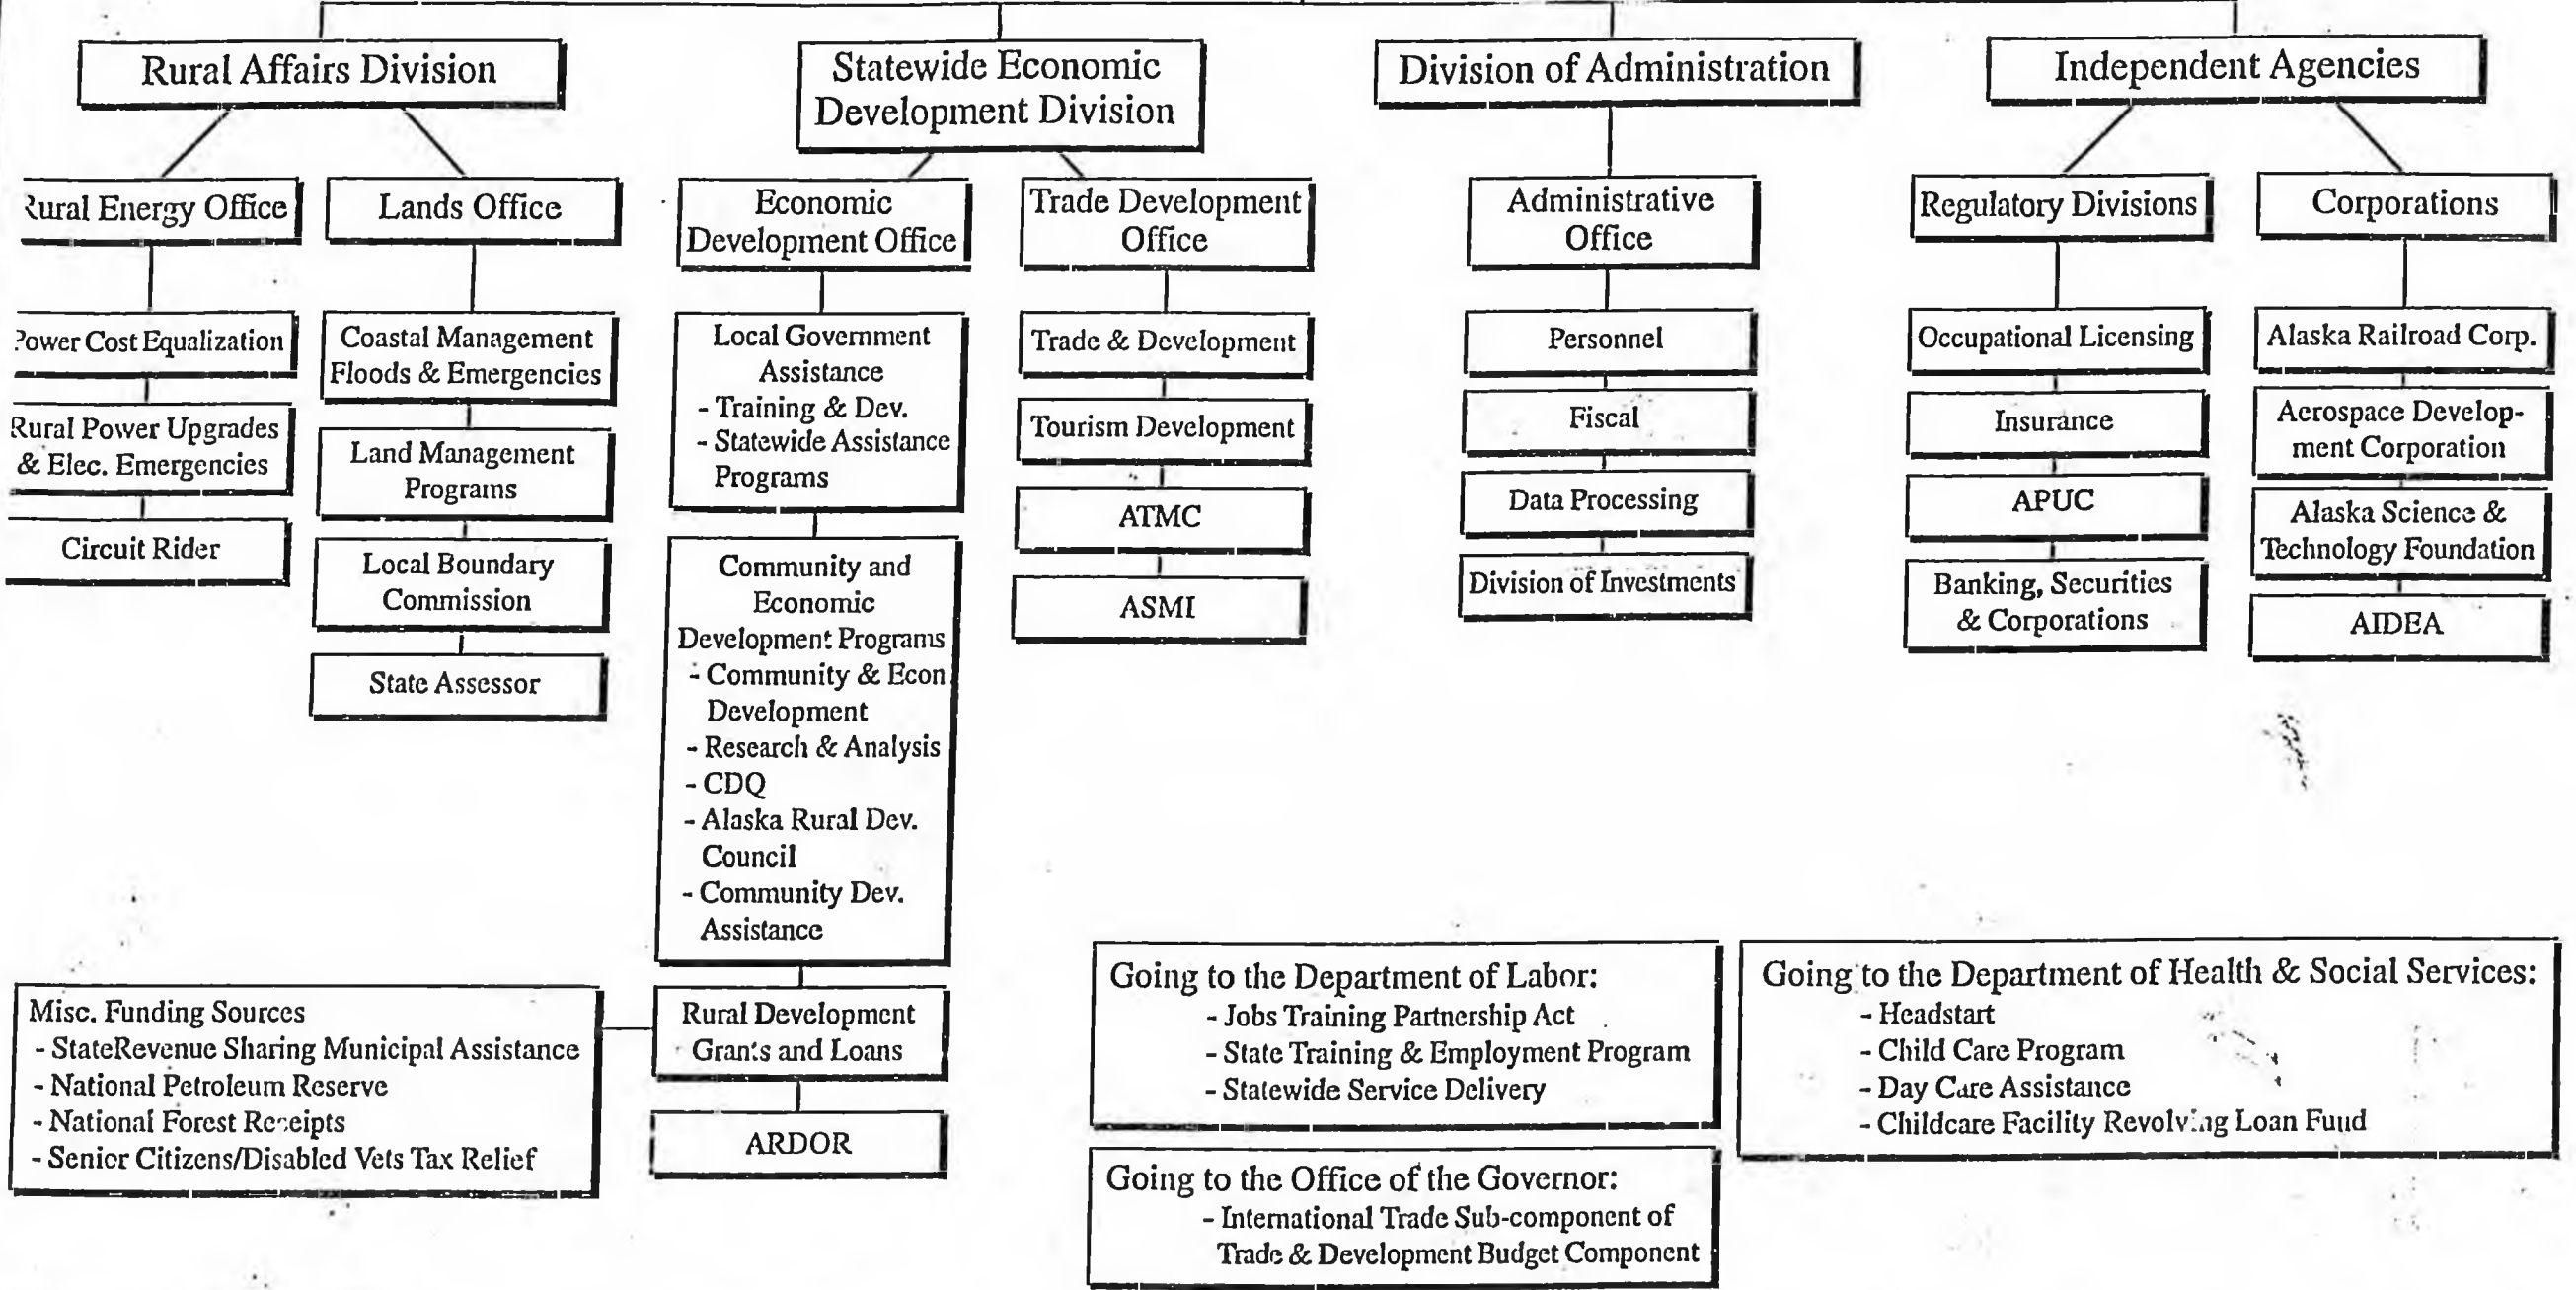 Rural Affairs Division
Rural Energy Office
Power Cost Equalization
Rural Power Upgrades
& Elec. Emergencies
Circuit Rider
Lands Office
Coastal Management
Floods & Emergencies
Land Management
Programs
Local Boundary
Commission
State Assessor
Statewide Economic
Development Division
Economic
Development Office
Local Government
Assistance
- Training & Dev.
- Statewide Assistance
Programs
Community and
Economic
Development Programs
- Community & Econ
Development
- Research & Analysis
- CDQ
- Alaska Rural Dev.
Council
- Community Dev.
Assistance
Rural Development
Grants and Loans
ARDOR
Misc. Funding Sources
- StateRevenue Sharing Municipal Assistance
- National Petroleum Reserve
- National Forest Receipts
- Senior Citizens/Disabled Vets Tax Relief
Trade Development
Office
Trade & Development
Tourism Development
ATMC
ASMI
Division of Administration
Administrative
Office
Personnel
Fiscal
Data Processing
Division of Investments
Independent Agencies
Regulatory Divisions
Occupational Licensing
Insurance
APUC
Banking, Securities
& Corporations
Corporations
Alaska Railroad Corp.
Aerospace Develop-
ment Corporation
Alaska Science &
Technology Foundation
AIDEA
Going to the Department of Labor:
- Jobs Training Partnership Act
- State Training & Employment Program
- Statewide Service Delivery
Going to the Office of the Governor:
- International Trade Sub-component of
Trade & Development Budget Component
Going to the Department of Health & Social Services:
- Headstart
- Child Care Program
- Day Care Assistance
- Childcare Facility Revolving Loan Fund